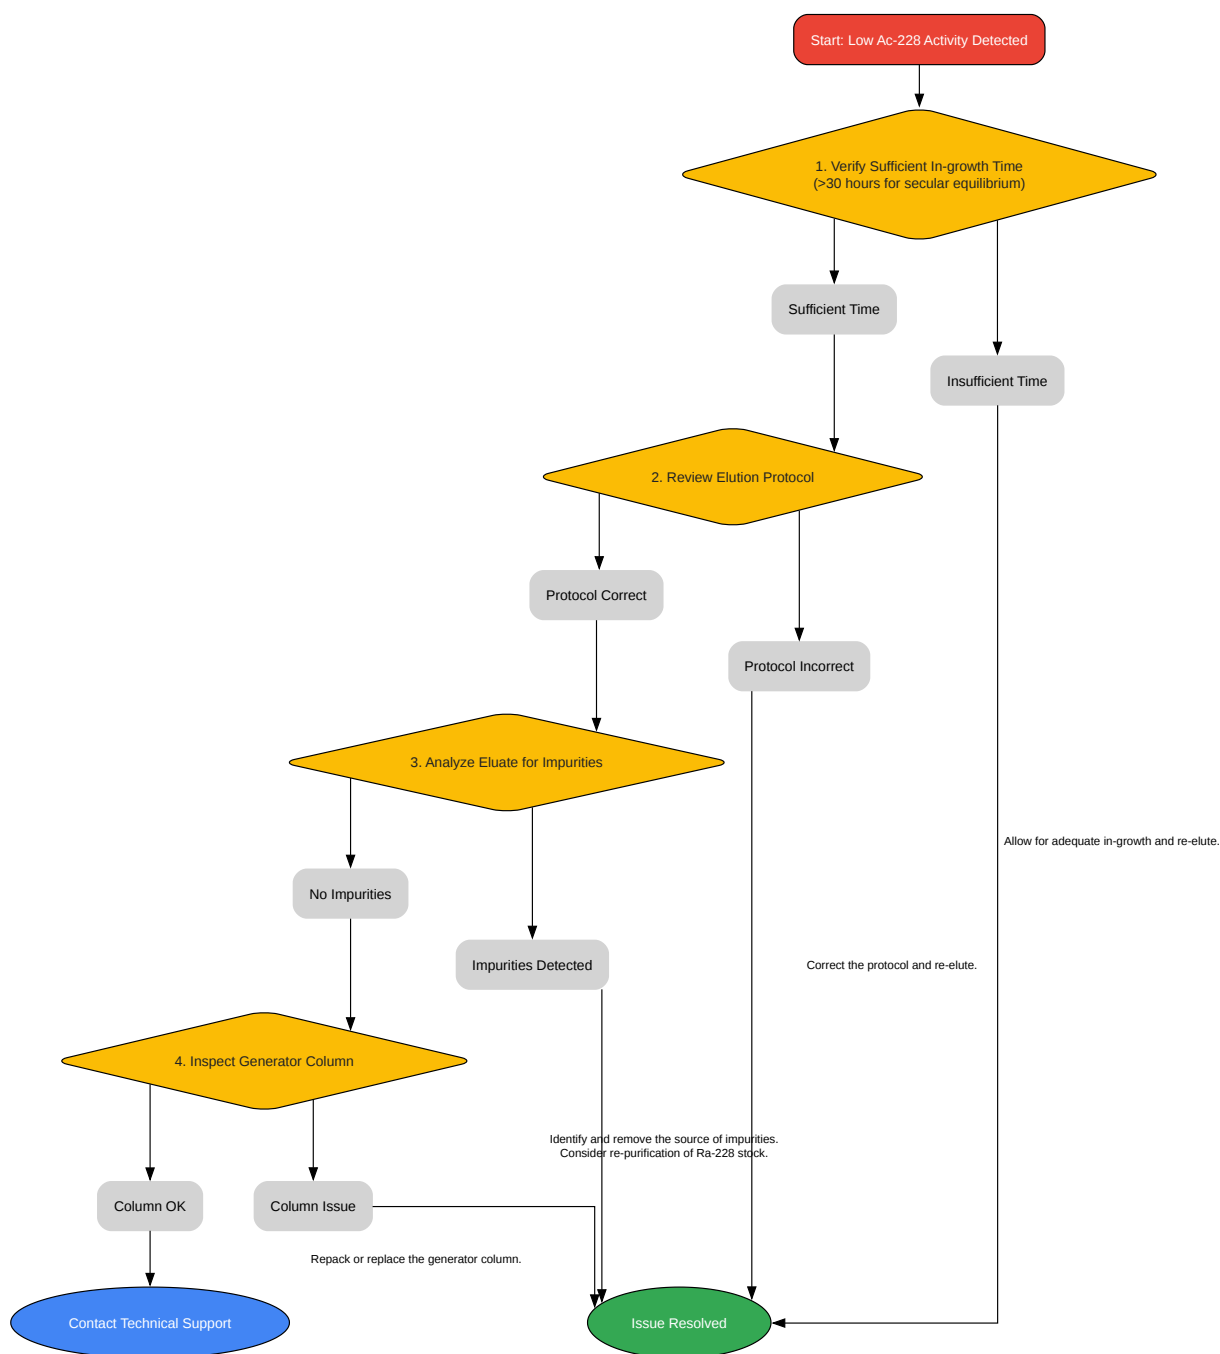 Start: Low Ac-228 Activity Detected
1. Verify Sufficient In-growth Time
(>30 hours for secular equilibrium)
Sufficient Time
Insufficient Time
2. Review Elution Protocol
Protocol Correct
Protocol Incorrect
3. Analyze Eluate for Impurities
Allow for adequate in-growth and re-elute.
No Impurities
Impurities Detected
Correct the protocol and re-elute.
4. Inspect Generator Column
Identify and remove the source of impurities.
Consider re-purification of Ra-228 stock.
Column OK
Column Issue
Repack or replace the generator column.
Contact Technical Support
Issue Resolved